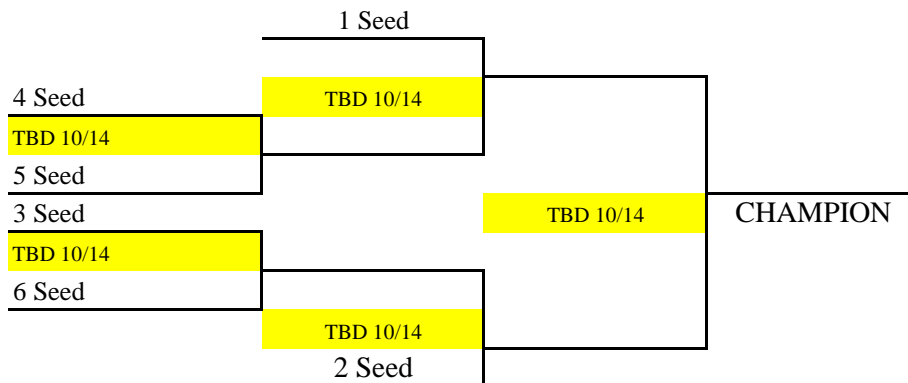 1 Seed
TBD 10/14
4 Seed
TBD 10/14
5 Seed
3 Seed
TBD 10/14
CHAMPION
TBD 10/14
6 Seed
TBD 10/14
2 Seed